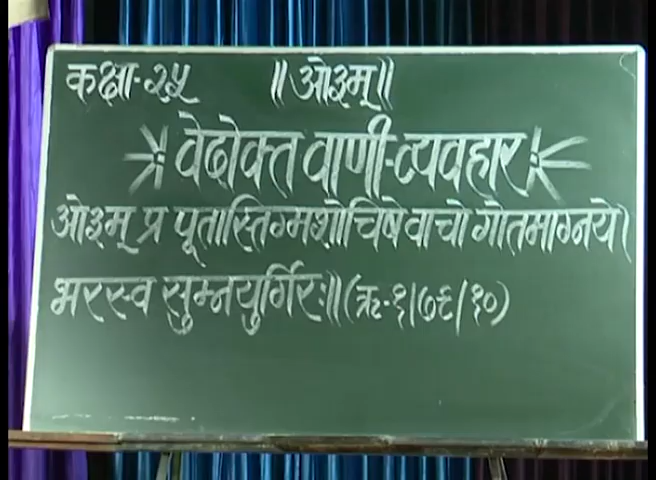 कक्षा-२५ ॥ओ३म्॥
वेदोक्त वाणी-व्यवहार
ओ३म् प्र पूतास्तिग्मशोचिषे वाचो गोतमाग्नये।
भरस्व सुम्नयुर्गिरः॥(ऋ-१।७९।१०)